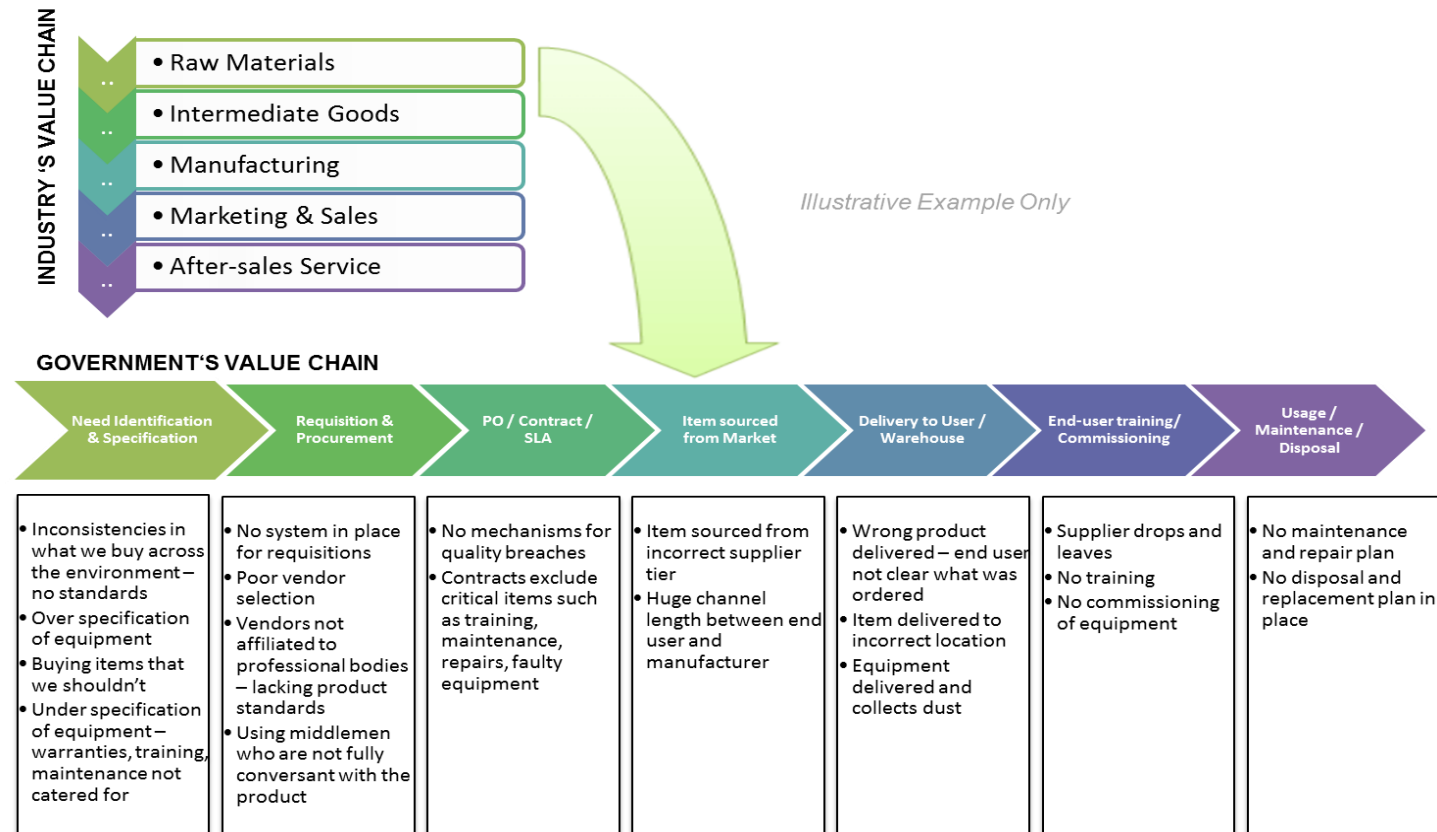 INDUSTRY 'S VALUE CHAIN
..
• Raw Materials
..
• Intermediate Goods
..
• Manufacturing
..
• Marketing & Sales
..
• After-sales Service
Illustrative Example Only
GOVERNMENT‘S VALUE CHAIN
Need Identification
& Specification
Requisition &
Procurement
PO / Contract /
SLA
Item sourced
from Market
Delivery to User /
Warehouse
End-user training/
Commissioning
Usage /
Maintenance /
Disposal
• Inconsistencies in
what we buy across
the environment –
no standards
• Over specification
of equipment
• Buying items that
we shouldn’t
• Under specification
of equipment –
warranties, training,
maintenance not
catered for
• No system in place
for requisitions
• Poor vendor
selection
• Vendors not
affiliated to
professional bodies
– lacking product
standards
• Using middlemen
who are not fully
conversant with the
product
• No mechanisms for
quality breaches
• Contracts exclude
critical items such
as training,
maintenance,
repairs, faulty
equipment
• Item sourced from
incorrect supplier
tier
• Huge channel
length between end
user and
manufacturer
• Wrong product
delivered – end user
not clear what was
ordered
• Item delivered to
incorrect location
• Equipment
delivered and
collects dust
• Supplier drops and
leaves
• No training
• No commissioning
of equipment
• No maintenance
and repair plan
• No disposal and
replacement plan in
place